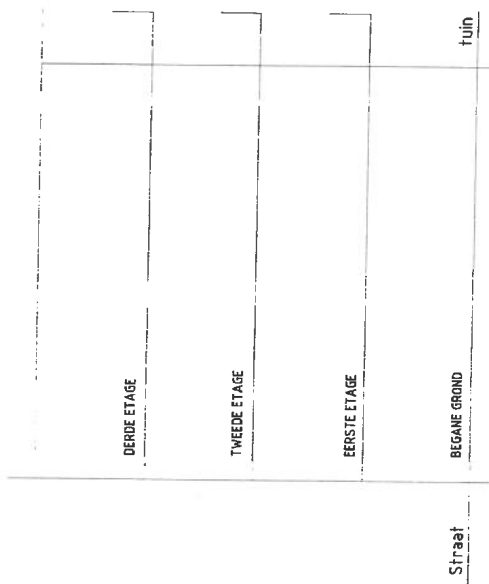 DERDE ETAGE
TWEEDE ETAGE
EERSTE ETAGE
BEGANE GROND
Straat
tuin